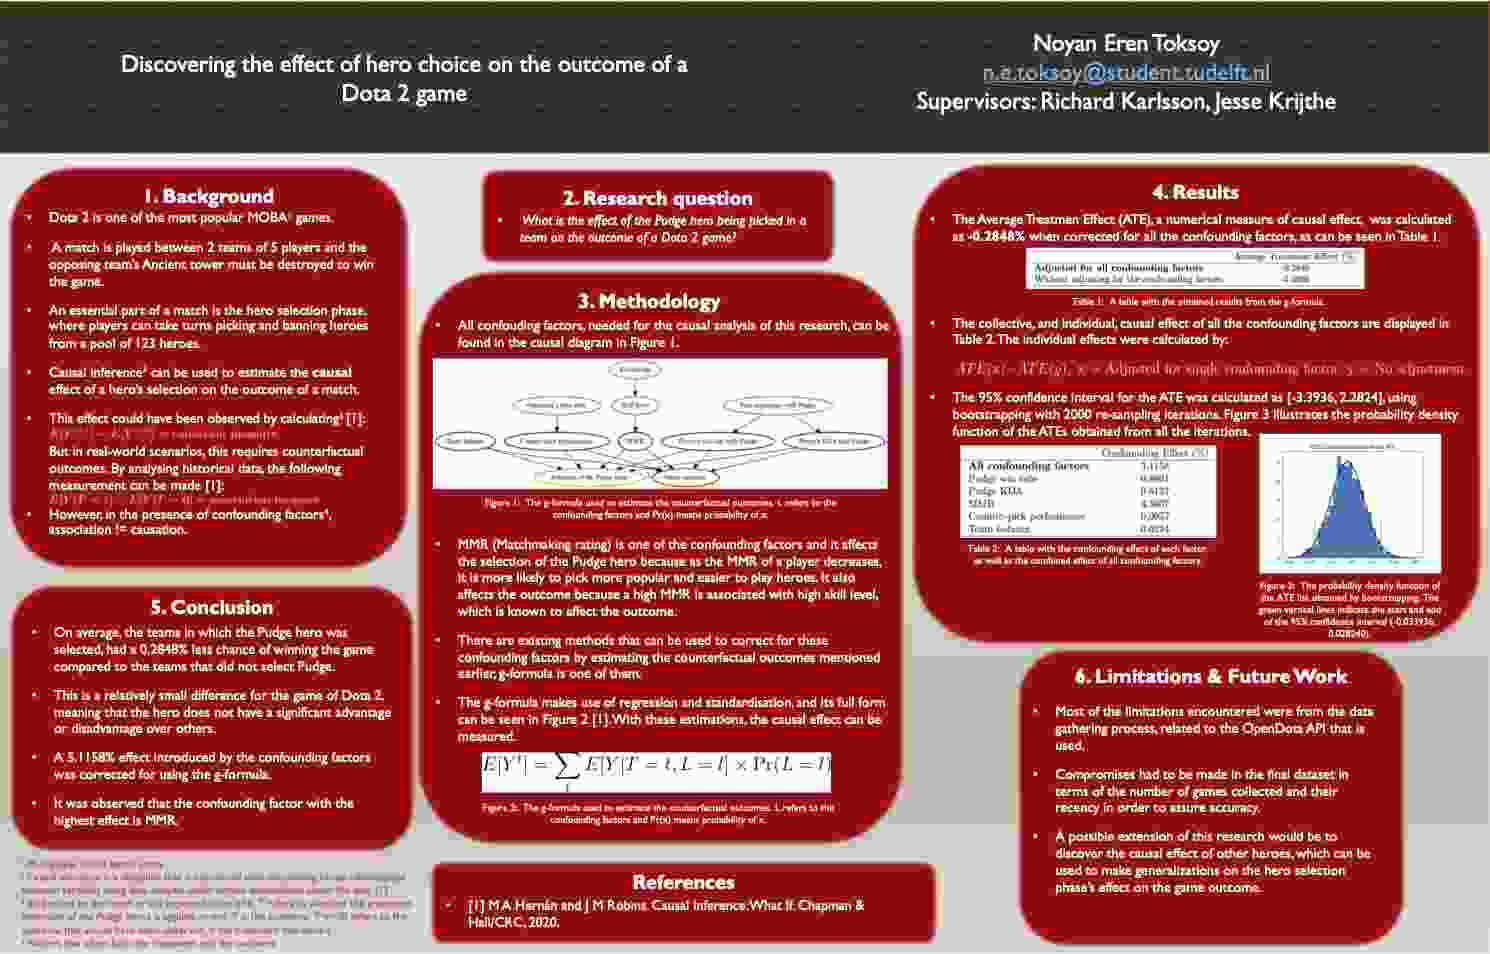 Discovering the effect of hero choice on the outcome of a
Dota 2 game
Noyan Eren Toksoy
n.e.toksoy@student.tudelft.nl
Supervisors: Richard Karlsson, Jesse Krijthe
1. Background
• Dota 2 is one of the most popular MOBA¹ games.
• A match is played between 2 teams of 5 players and the
opposing team's Ancient tower must be destroyed to win
the game.
• An essential part of a match is the hero selection phase,
where players can take turns picking and banning heroes
from a pool of 123 heroes.
• Causal inference² can be used to estimate the causal
effect of a hero's selection on the outcome of a match.
• This effect could have been observed by calculating³ [1]:
But in real-world scenarios, this requires counterfactual
outcomes. By analysing historical data, the following
measurement can be made [1]:
• However, in the presence of confounding factors⁴,
association != causation.
5. Conclusion
• On average, the teams in which the Pudge hero was
selected, had a 0.2848% less chance of winning the game
compared to the teams that did not select Pudge.
• This is a relatively small difference for the game of Dota 2,
meaning that the hero does not have a significant advantage
or disadvantage over others.
• A 5.1158% effect introduced by the confounding factors
was corrected for using the g-formula.
• It was observed that the confounding factor with the
highest effect is MMR.
2. Research question
• What is the effect of the Pudge hero being picked in a
team on the outcome of a Dota 2 game?
3. Methodology
• All confouding factors, needed for the causal analysis of this research, can be
found in the causal diagram in Figure 1.
MMR
Figure 1: The g-formula used to estimate the counterfactual outcomes. L refers to the
confounding factors and Pr(x) means probability of x.
• MMR (Matchmaking rating) is one of the confounding factors and it affects
the selection of the Pudge hero because as the MMR of a player decreases,
it is more likely to pick more popular and easier to play heroes. It also
affects the outcome because a high MMR is associated with high skill level,
which is known to affect the outcome.
• There are existing methods that can be used to correct for these
confounding factors by estimating the counterfactual outcomes mentioned
earlier, g-formula is one of them.
• The g-formula makes use of regression and standardisation, and its full form
can be seen in Figure 2 [1]. With these estimations, the causal effect can be
measured.
E[Yᵗ] = ∑ E[Y|T = t, L = l] × Pr(L = l)
l
Figure 2: The g-formula used to estimate the counterfactual outcomes. L refers to the
confounding factors and Pr(x) means probability of x.
References
• [1] M A Hernán and J M Robins. Causal Inference: What If. Chapman &
Hall/CRC, 2020.
4. Results
• The Average Treatmen Effect (ATE), a numerical measure of causal effect, was calculated
as -0.2848% when corrected for all the confounding factors, as can be seen in Table 1.
Average Treatment Effect (%)
Adjusted for all confounding factors -0.2848
Without adjusting for the confounding factors
Table 1: A table with the obtained results from the g-formula.
• The collective, and individual, causal effect of all the confounding factors are displayed in
Table 2. The individual effects were calculated by:
ATE(x) − ATE(y), x = Adjusted for single confounding factor, y = No adjustment
• The 95% confidence interval for the ATE was calculated as [-3.3936, 2.2824], using
bootstrapping with 2000 re-sampling iterations. Figure 3 illustrates the probability density
function of the ATEs obtained from all the iterations.
Confounding Effect (%)
All confounding factors 5.1158
Pudge win rate
Pudge KDA
MMR
Counter-pick performance
Team balance
Table 2: A table with the confounding effect of each factor
as well as the combined effect of all confounding factors.
Figure 3: The probability density function of
the ATE list obtained by bootstrapping. The
green vertical lines indicate the start and end
of the 95% confidence interval (-0.033936,
0.028240).
6. Limitations & Future Work
• Most of the limitations encountered were from the data
gathering process, related to the OpenDota API that is
used.
• Compromises had to be made in the final dataset in
terms of the number of games collected and their
recency in order to assure accuracy.
• A possible extension of this research would be to
discover the causal effect of other heroes, which can be
used to make generalizations on the hero selection
phase's effect on the game outcome.